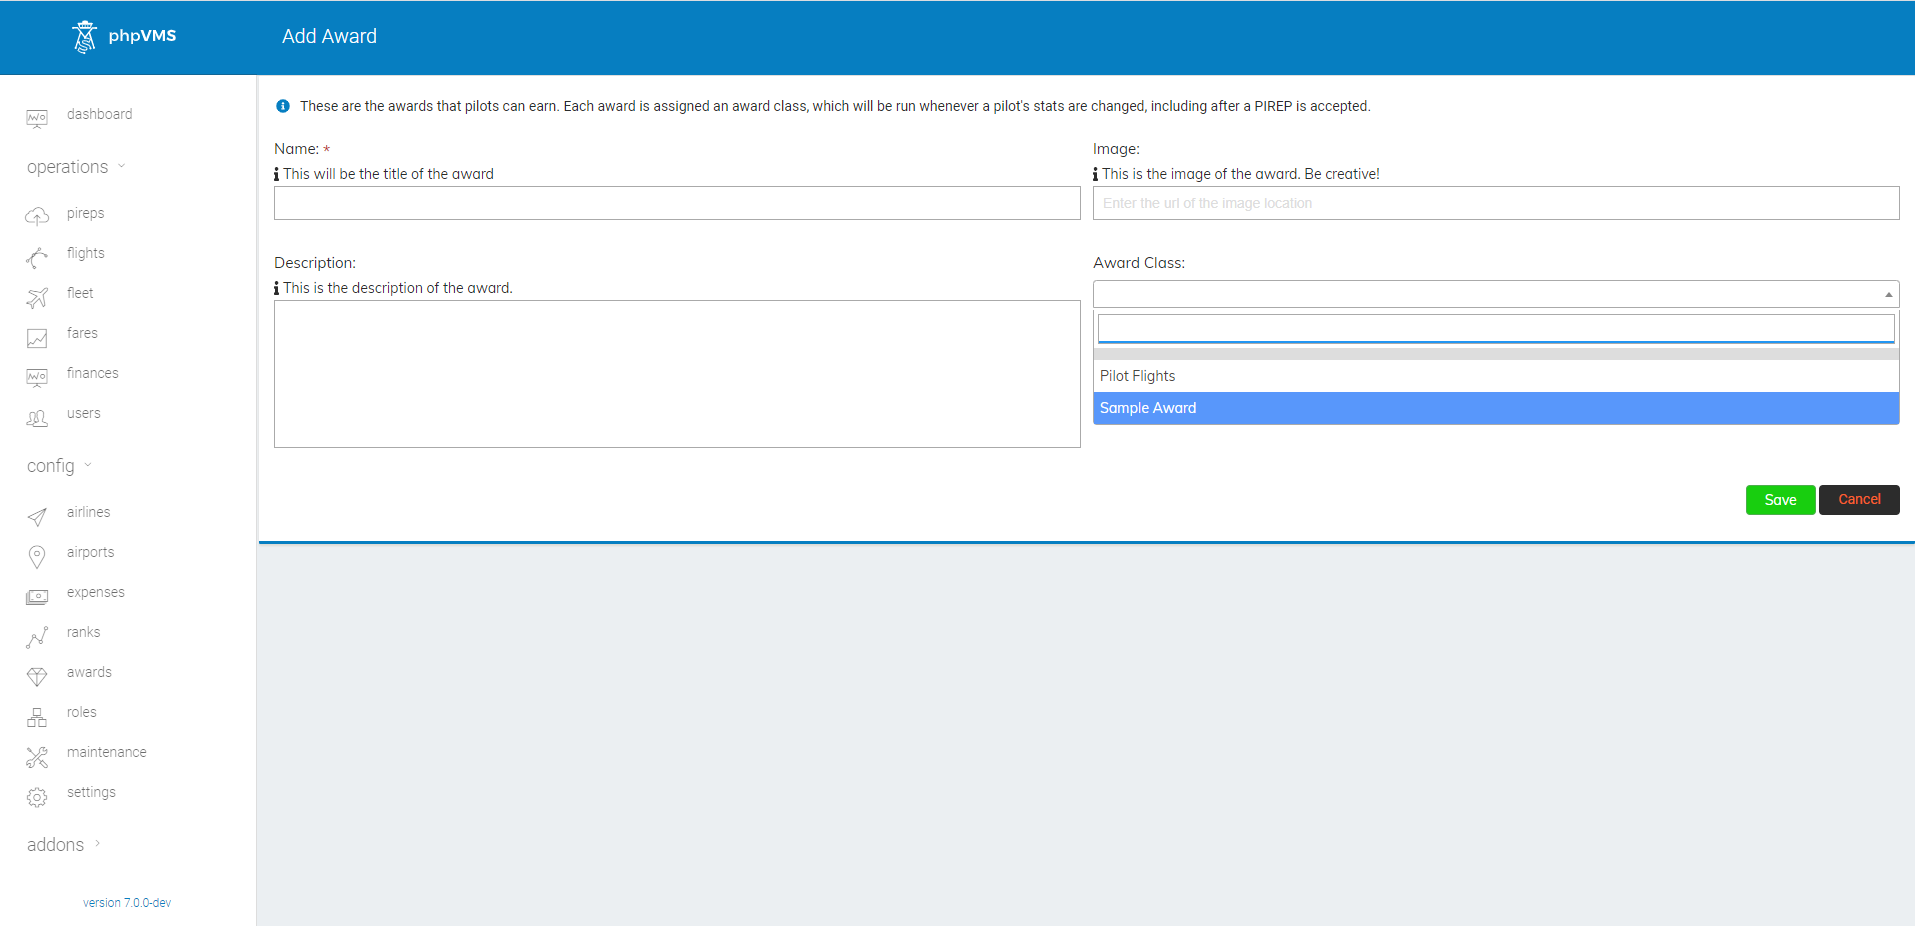 phpVMS
Add Award
dashboard
operations
pireps
flights
fleet
fares
finances
users
config
airlines
airports
expenses
ranks
awards
roles
maintenance
settings
addons
version 7.0.0-dev
These are the awards that pilots can earn. Each award is assigned an award class, which will be run whenever a pilot's stats are changed, including after a PIREP is accepted.
Name: *
This will be the title of the award
Image:
This is the image of the award. Be creative!
Enter the url of the image location
Description:
This is the description of the award.
Award Class:
Pilot Flights
Sample Award
Save
Cancel